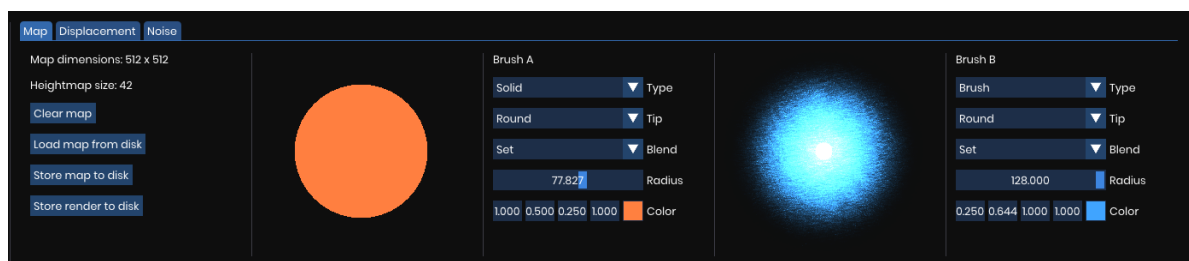 Map Displacement Noise
Map dimensions: 512 x 512
Heightmap size: 42
Clear map
Load map from disk
Store map to disk
Store render to disk
Brush A
Solid Type
Round Tip
Set Blend
77.827 Radius
1.000 0.500 0.250 1.000 Color
Brush B
Brush Type
Round Tip
Set Blend
128.000 Radius
0.250 0.644 1.000 1.000 Color